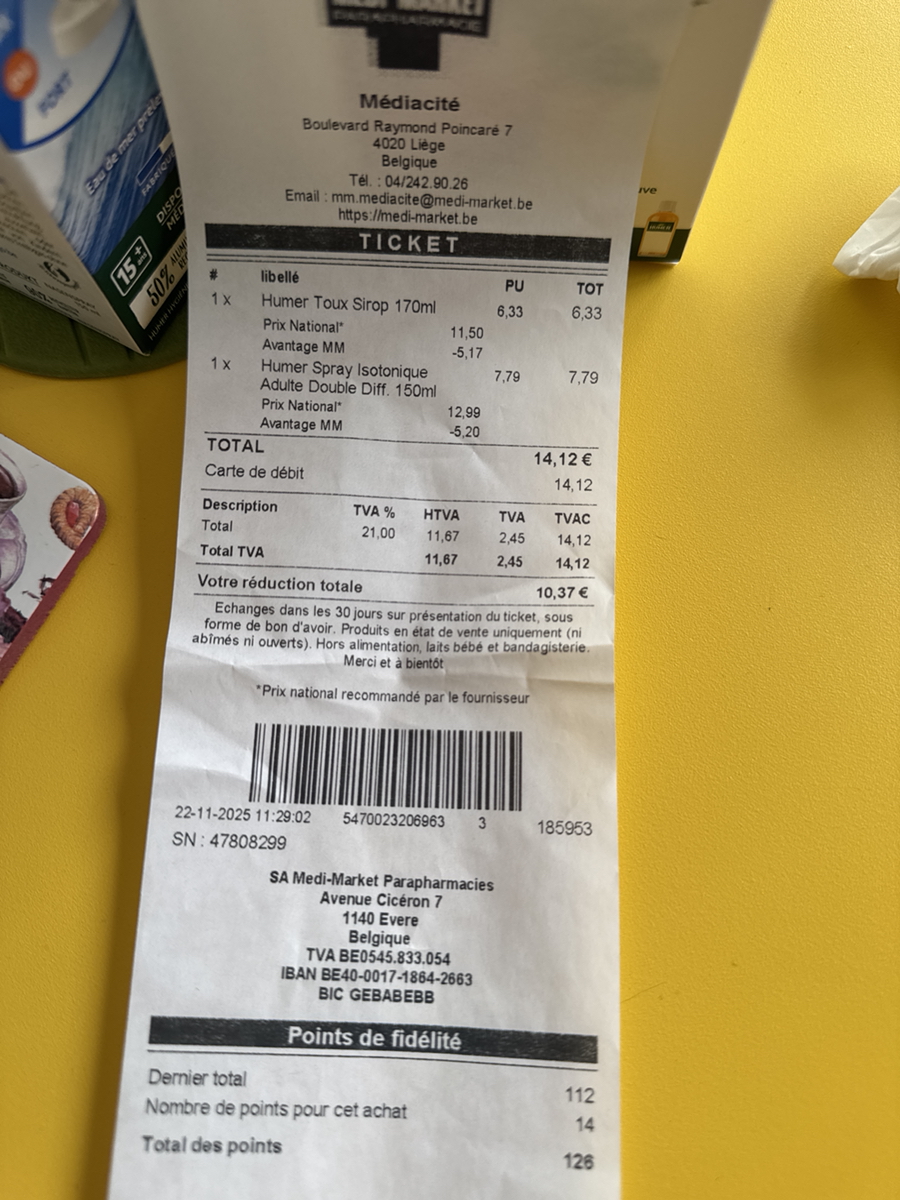 MEDI MARKET
PARAPHARMACIE
Médiacité
Boulevard Raymond Poincaré 7
4020 Liège
Belgique
Tél. : 04/242.90.26
Email : mm.mediacite@medi-market.be
https://medi-market.be
TICKET
# libellé PU TOT
1 x Humer Toux Sirop 170ml 6,33 6,33
Prix National* 11,50
Avantage MM -5,17
1 x Humer Spray Isotonique 7,79 7,79
Adulte Double Diff. 150ml
Prix National* 12,99
Avantage MM -5,20
TOTAL 14,12 €
Carte de débit 14,12
Description TVA % HTVA TVA TVAC
Total 21,00 11,67 2,45 14,12
Total TVA 11,67 2,45 14,12
Votre réduction totale 10,37 €
Echanges dans les 30 jours sur présentation du ticket, sous
forme de bon d'avoir. Produits en état de vente uniquement (ni
abîmés ni ouverts). Hors alimentation, laits bébé et bandagisterie.
Merci et à bientôt
*Prix national recommandé par le fournisseur
22-11-2025 11:29:02 5470023206963 3 185953
SN : 47808299
SA Medi-Market Parapharmacies
Avenue Cicéron 7
1140 Evere
Belgique
TVA BE0545.833.054
IBAN BE40-0017-1864-2663
BIC GEBABEBB
Points de fidélité
Dernier total 112
Nombre de points pour cet achat 14
Total des points 126
PORT
Eau de mer
15+
50%